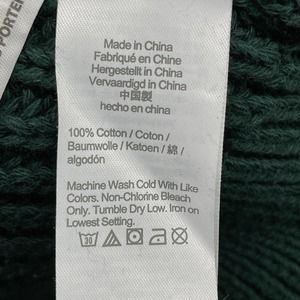 PORTER
Made in China
Fabriqué en Chine
Hergestellt in China
Vervaardigd in China
中国製
hecho en china
100% Cotton / Coton /
Baumwolle / Katoen / 綿 /
algodón
Machine Wash Cold With Like
Colors. Non-Chlorine Bleach
Only. Tumble Dry Low. Iron on
Lowest Setting.
30